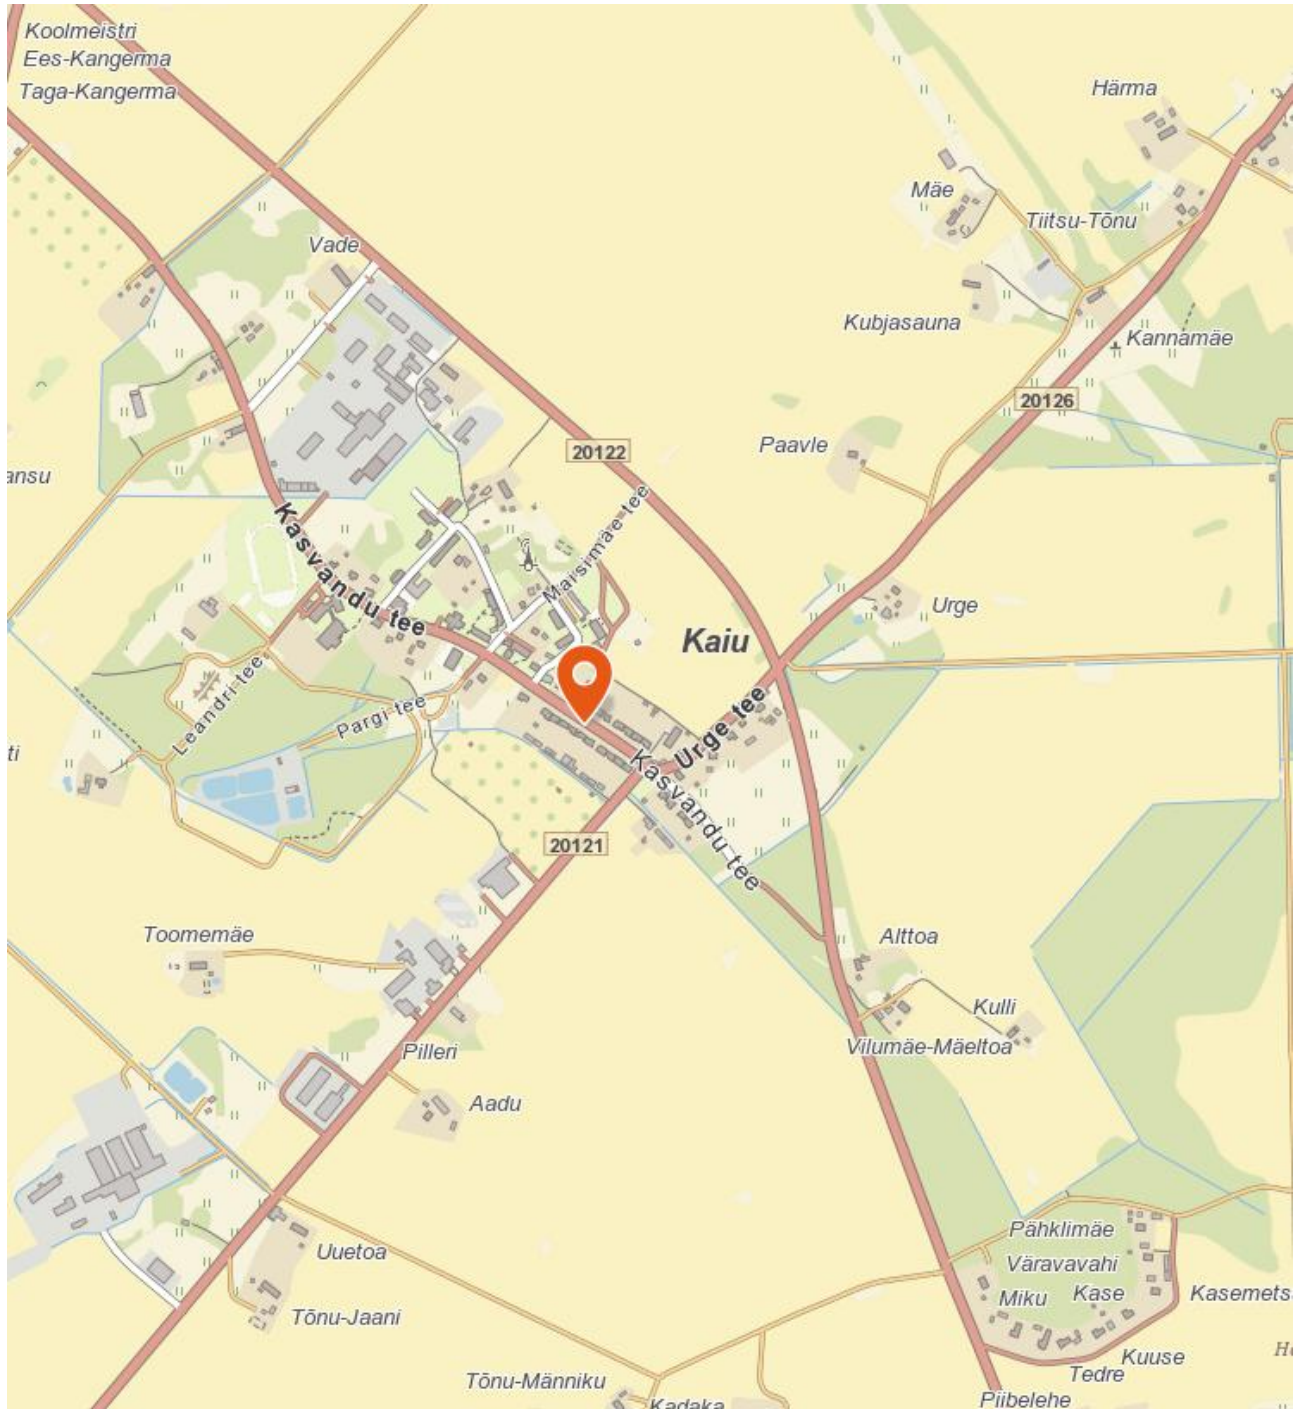 Koolmeistri
Ees-Kangerma
Taga-Kangerma
Härma
Mäe
Tiitsu-Tõnu
Vade
Kubjasauna
Kannamäe
20126
Paavle
20122
ansu
Kasvandu tee
Maisimäe tee
Urge
Kaiu
Leandri tee
Pargi tee
Urge tee
ti
Kasvandu tee
20121
Toomemäe
Alttoa
Kulli
Vilumäe-Mäeltoa
Pilleri
Aadu
Pähklimäe
Uuetoa
Väravavahi
Miku
Kase
Kasemets
Tõnu-Jaani
Kuuse
Tedre
Tõnu-Männiku
Piibelehe
Kadaka